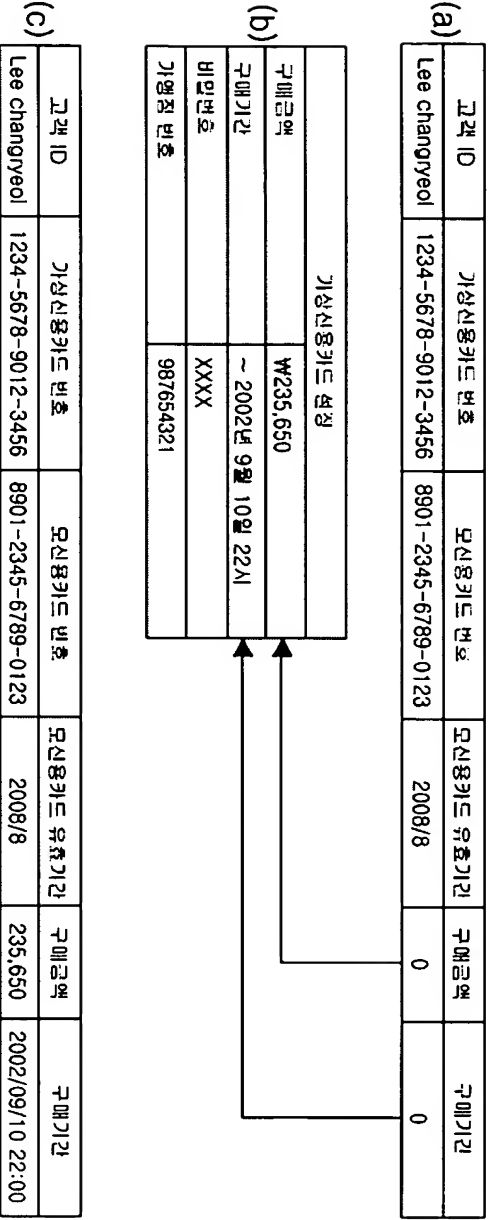 (a)
고객 ID 가상신용카드 번호 모신용카드 번호 모신용카드 유효기간 구매금액 구매기간
Lee changryeol 1234-5678-9012-3456 8901-2345-6789-0123 2008/8 0 0
(b)
가상신용카드 설정
구매금액 ₩235,650
구매기간 ~ 2002년 9월 10일 22시
비밀번호 XXXX
가맹점 번호 987654321
(c)
고객 ID 가상신용카드 번호 모신용카드 번호 모신용카드 유효기간 구매금액 구매기간
Lee changryeol 1234-5678-9012-3456 8901-2345-6789-0123 2008/8 235,650 2002/09/10 22:00